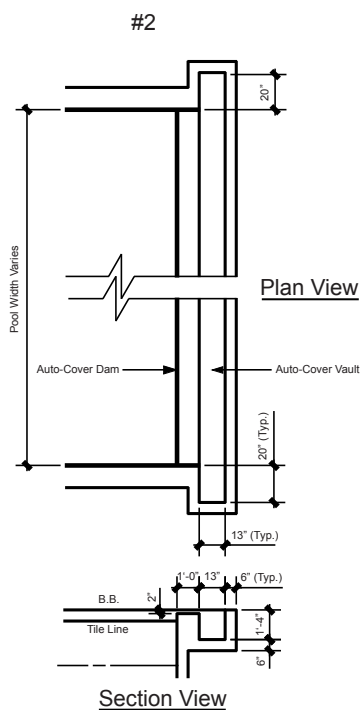 #2
20"
Pool Width Varies
Plan View
Auto-Cover Dam
Auto-Cover Vault
20" (Typ.)
13" (Typ.)
1'-0"
13"
6" (Typ.)
B.B.
2"
Tile Line
1'-4"
6"
Section View